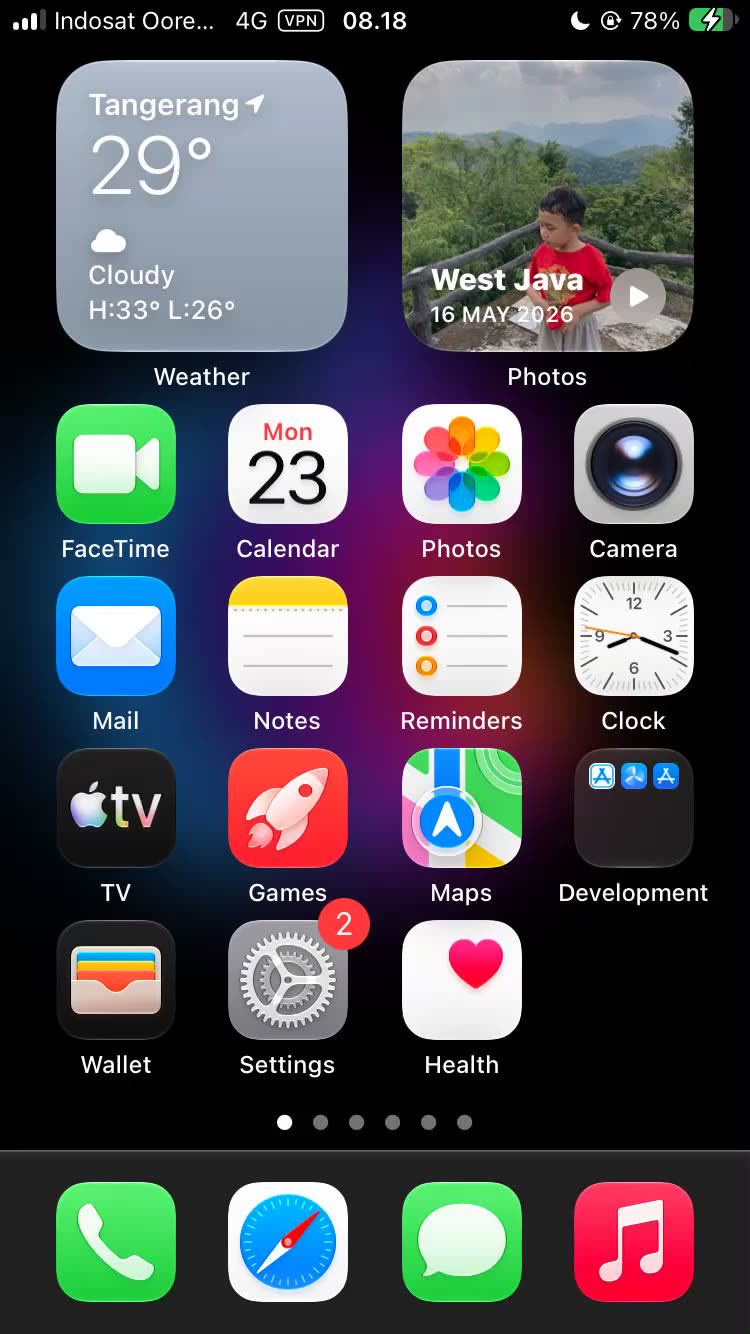 Indosat Oore... 4G VPN 08.18 78%
Tangerang
29°
Cloudy
H:33° L:26°
Weather
West Java
16 MAY 2026
Photos
FaceTime
Mon
23
Calendar
Photos
Camera
Mail
Notes
Reminders
12
9 3
6
Clock
tv
TV
Games
Maps
Development
Wallet
2
Settings
Health